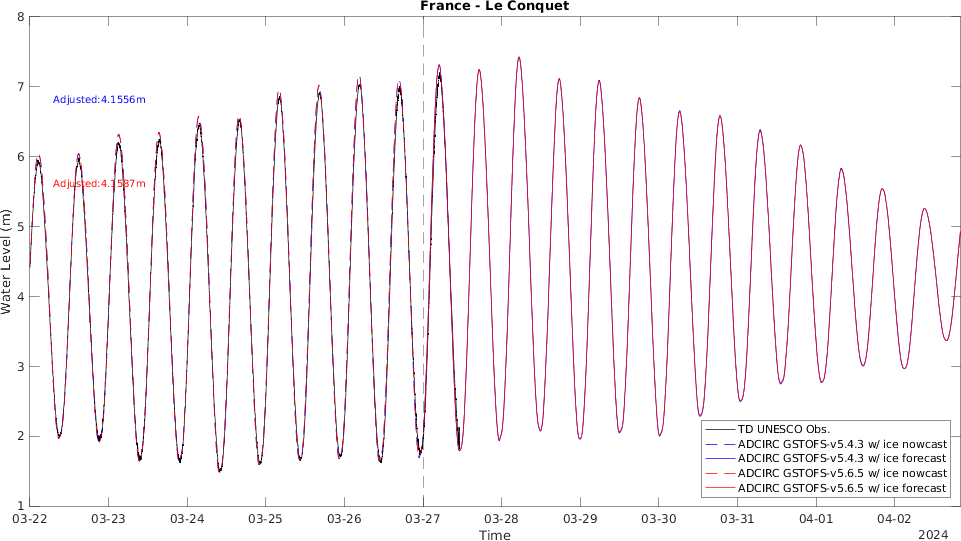 France - Le Conquet
8
7
6
5
4
3
2
1
Water Level (m)
Adjusted:4.1556m
Adjusted:4.1587m
TD UNESCO Obs.
ADCIRC GSTOFS-v5.4.3 w/ ice nowcast
ADCIRC GSTOFS-v5.4.3 w/ ice forecast
ADCIRC GSTOFS-v5.6.5 w/ ice nowcast
ADCIRC GSTOFS-v5.6.5 w/ ice forecast
03-22 03-23 03-24 03-25 03-26 03-27 03-28 03-29 03-30 03-31 04-01 04-02
Time
2024